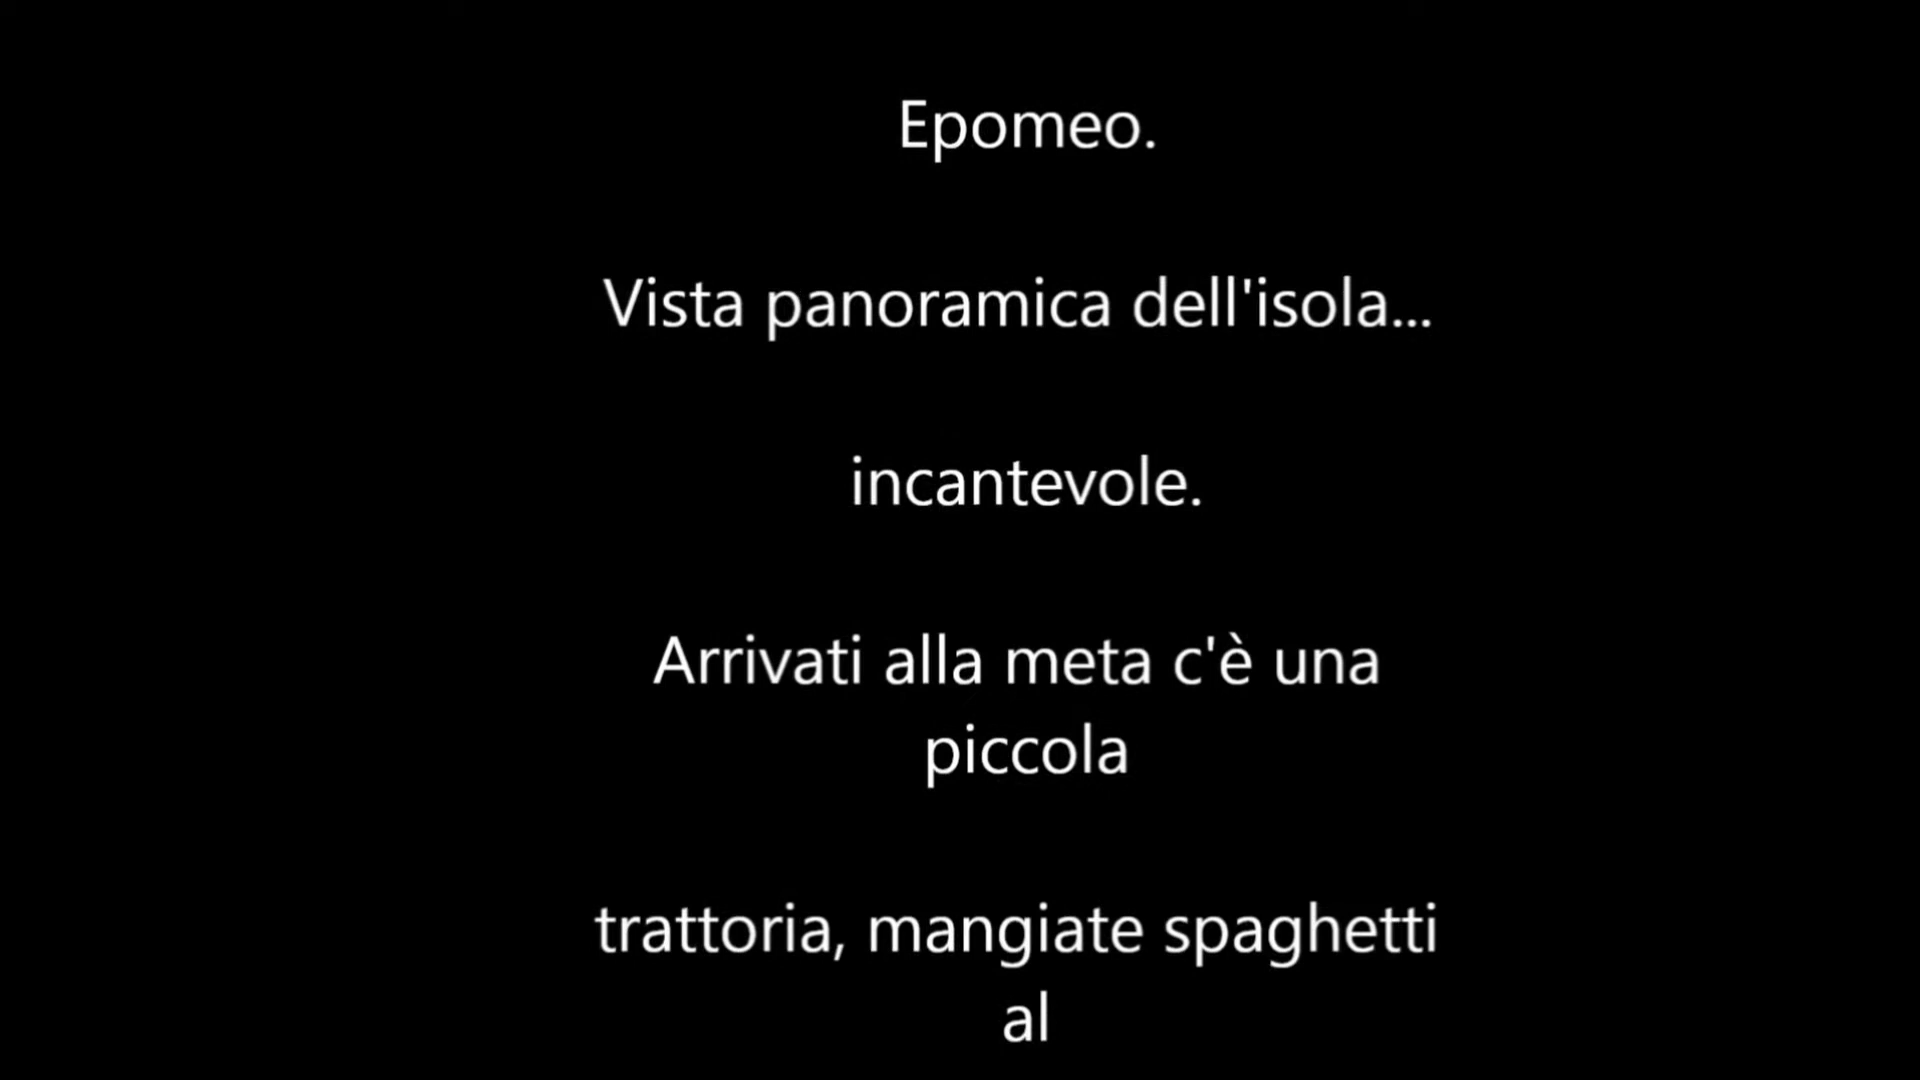 Epomeo.
Vista panoramica dell'isola...
incantevole.
Arrivati alla meta c'è una
piccola
trattoria, mangiate spaghetti
al